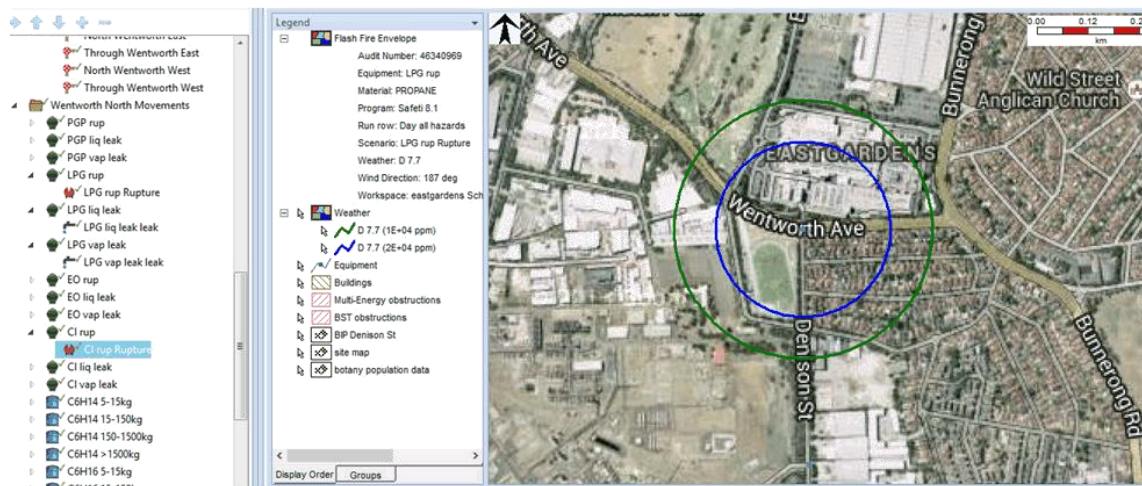 North Wentworth East
Through Wentworth East
North Wentworth West
Through Wentworth West
Wentworth North Movements
PGP rup
PGP liq leak
PGP vap leak
LPG rup
LPG rup Rupture
LPG liq leak
LPG liq leak leak
LPG vap leak
LPG vap leak leak
EO rup
EO liq leak
EO vap leak
Cl rup
Cl rup Rupture
Cl liq leak
Cl vap leak
C6H14 5-15kg
C6H14 15-150kg
C6H14 150-1500kg
C6H14 >1500kg
C6H16 5-15kg
Legend
Flash Fire Envelope
Audit Number: 46340969
Equipment: LPG rup
Material: PROPANE
Program: Safeti 8.1
Run row: Day all hazards
Scenario: LPG rup Rupture
Weather: D 7.7
Wind Direction: 187 deg
Workspace: eastgardens Sch
Weather
D 7.7 (1E+04 ppm)
D 7.7 (2E+04 ppm)
Equipment
Buildings
Multi-Energy obstructions
BST obstructions
BIP Denison St
site map
botany population data
Display Order Groups
0.00 0.12 0.2
km
Wentworth Ave
Bunnerong
Wild Street
Anglican Church
EASTGARDENS
Wentworth Ave
Denison St
Bunnerong Rd